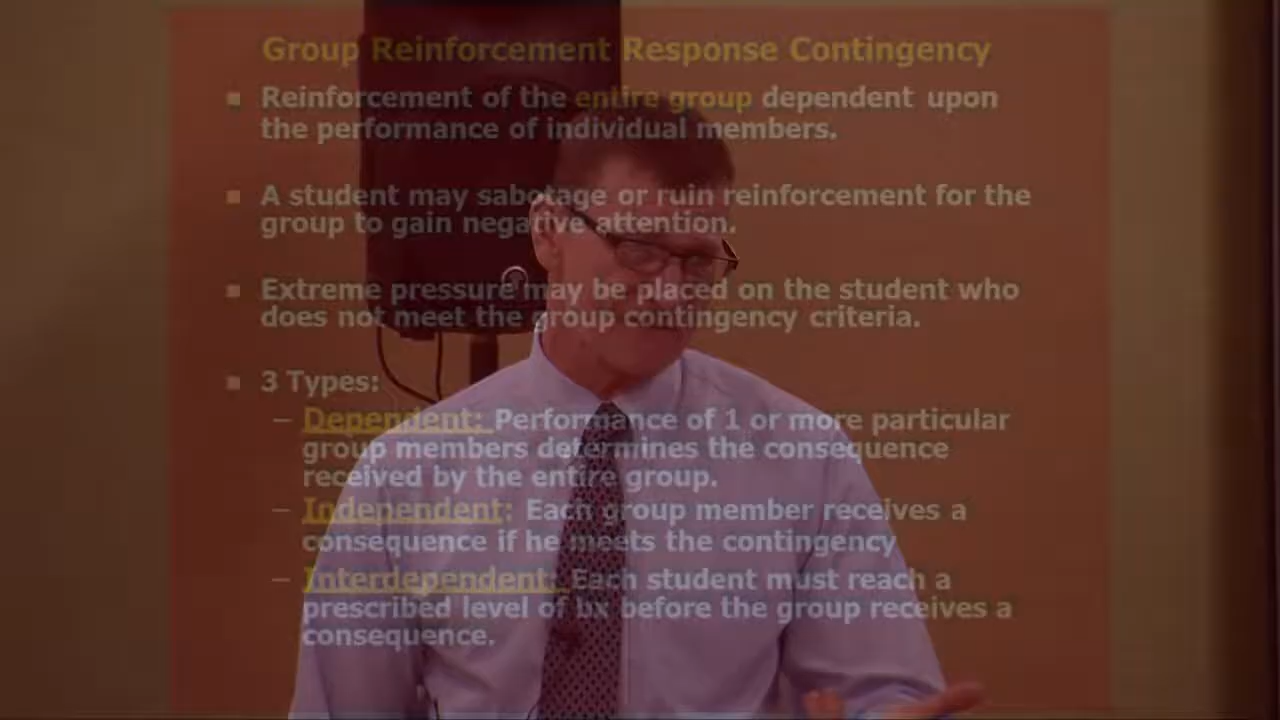 Group Reinforcement Response Contingency
▪ Reinforcement of the entire group dependent upon
the performance of individual members.
▪ A student may sabotage or ruin reinforcement for the
group to gain negative attention.
▪ Extreme pressure may be placed on the student who
does not meet the group contingency criteria.
▪ 3 Types:
– Dependent: Performance of 1 or more particular
group members determines the consequence
received by the entire group.
– Independent: Each group member receives a
consequence if he meets the contingency
– Interdependent: Each student must reach a
prescribed level of bx before the group receives a
consequence.